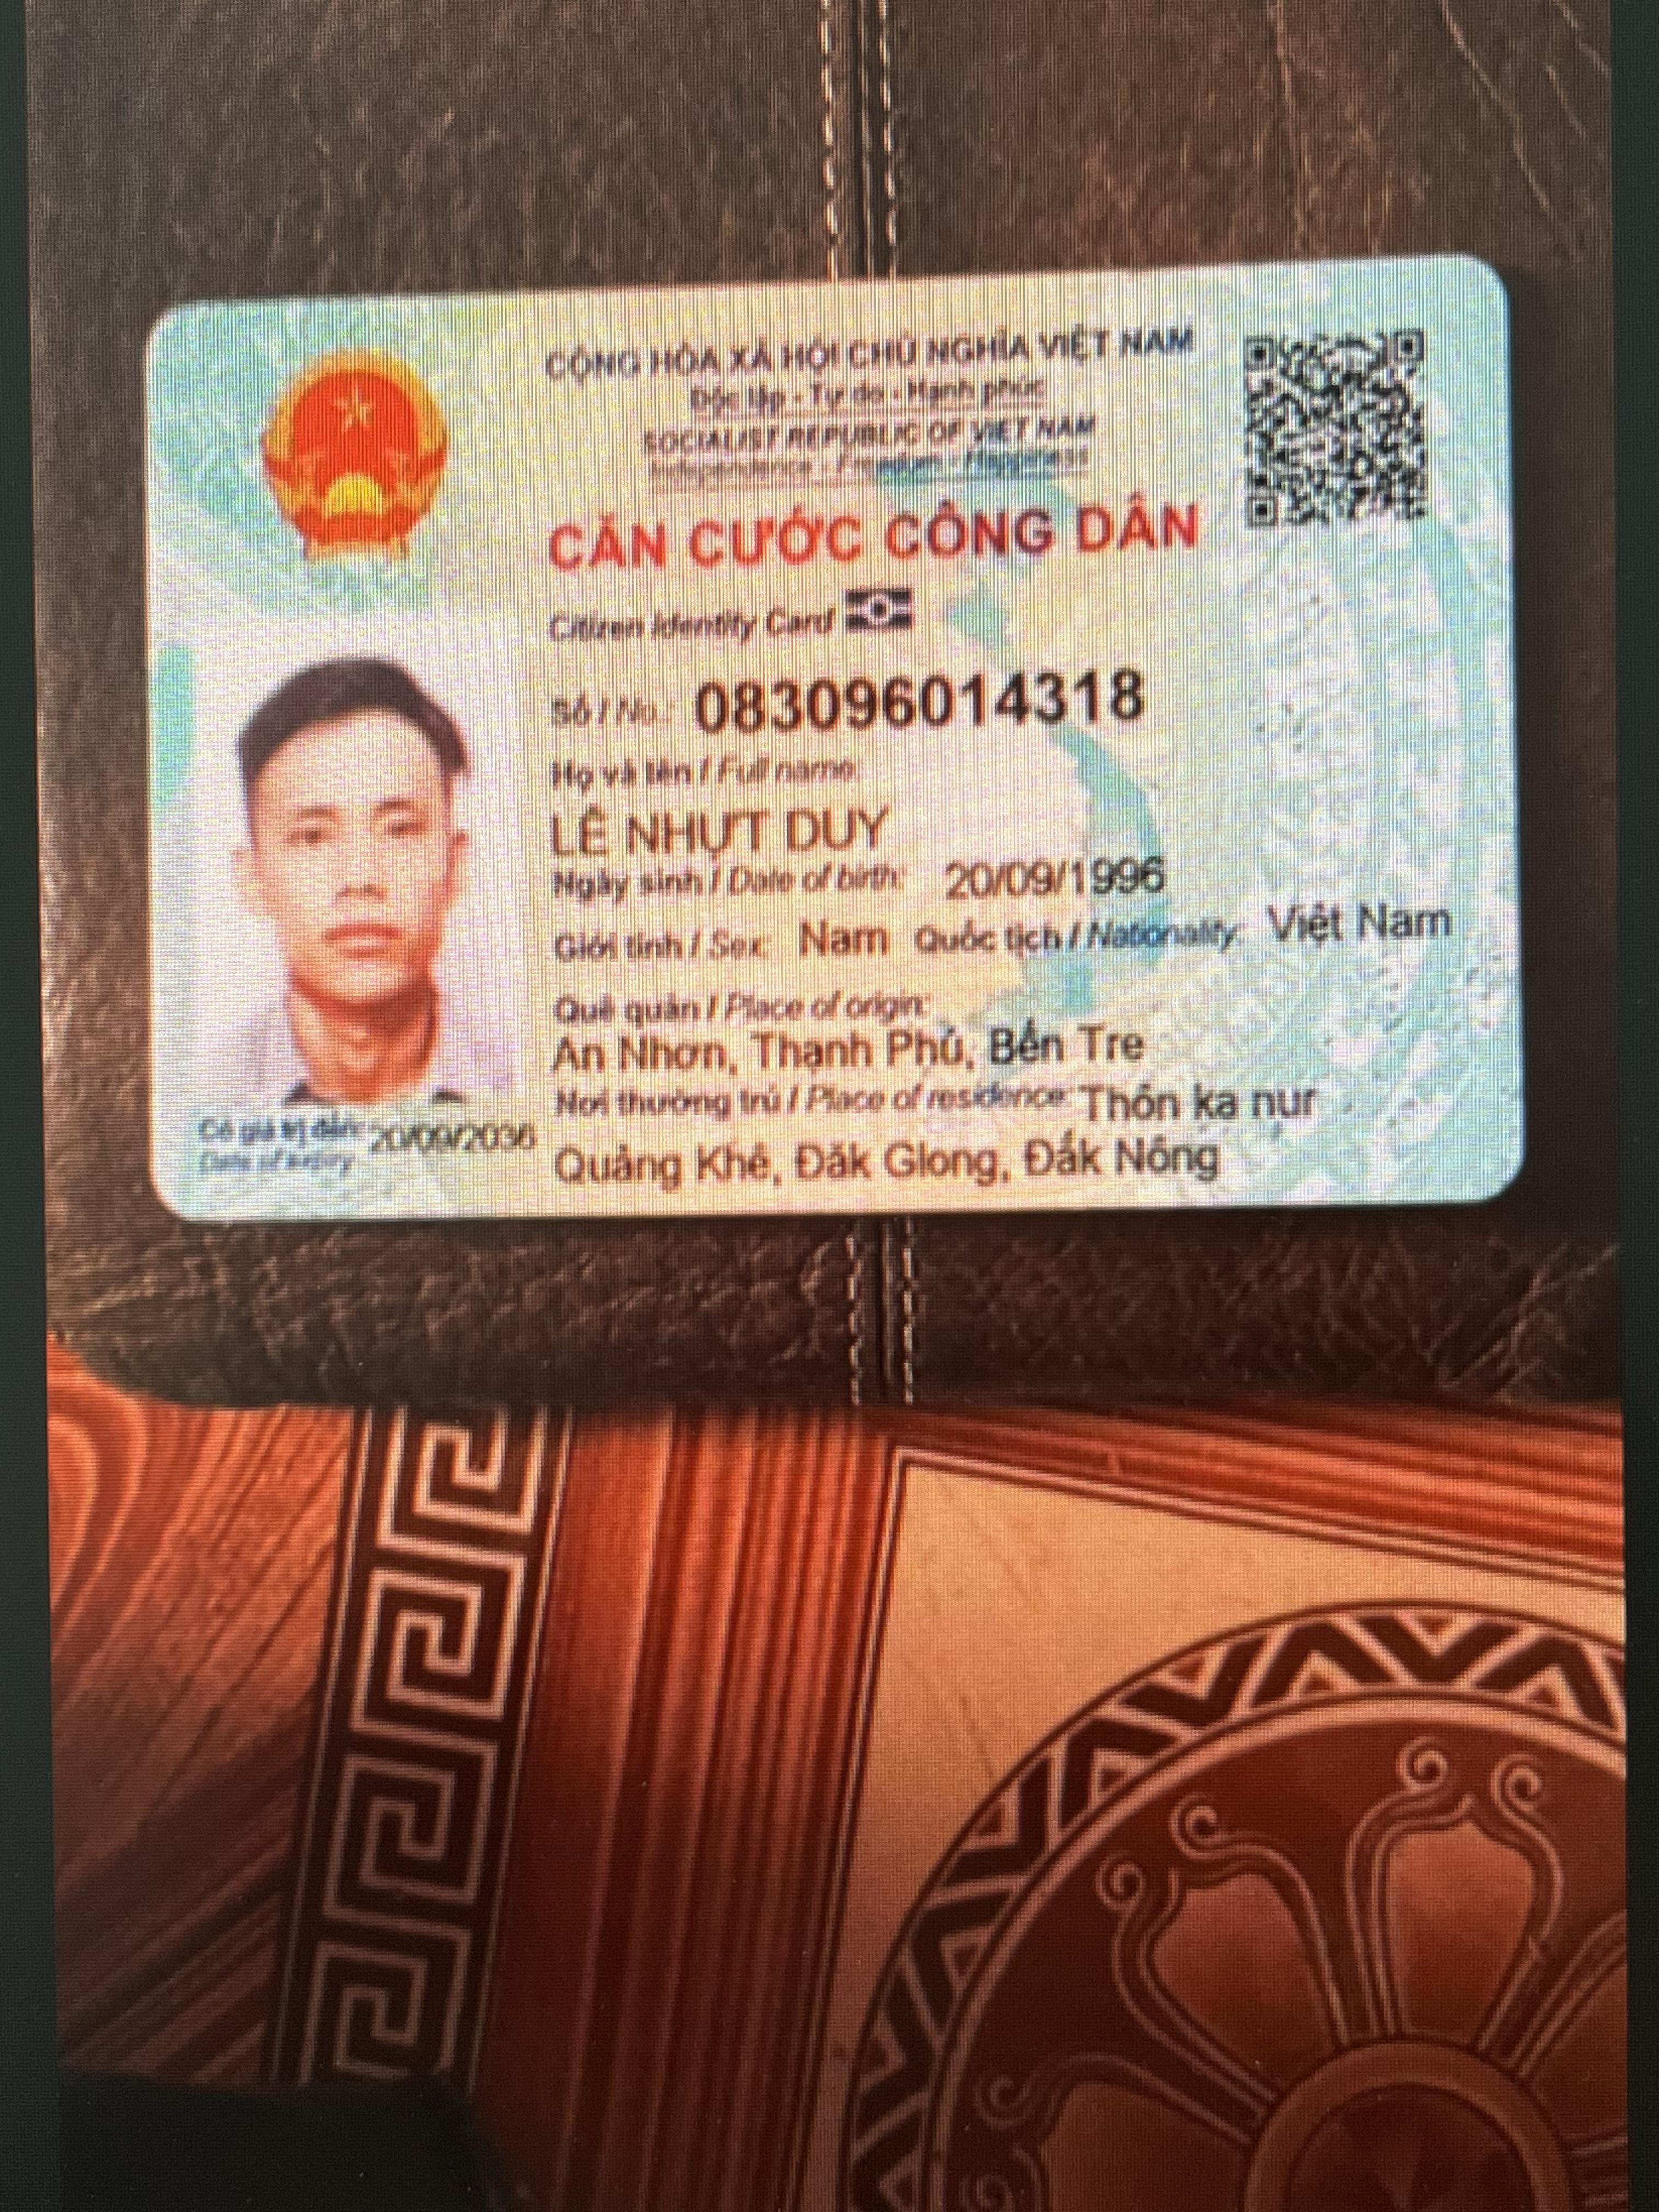 CỘNG HÒA XÃ HỘI CHỦ NGHĨA VIỆT NAM
Độc lập - Tự do - Hạnh phúc
SOCIALIST REPUBLIC OF VIET NAM
Independence - Freedom - Happiness
CĂN CƯỚC CÔNG DÂN
Citizen Identity Card
Số / No.: 083096014318
Họ và tên / Full name:
LÊ NHỰT DUY
Ngày sinh / Date of birth: 20/09/1996
Giới tính / Sex: Nam Quốc tịch / Nationality: Việt Nam
Quê quán / Place of origin:
An Nhơn, Thạnh Phú, Bến Tre
Nơi thường trú / Place of residence: Thôn ka nur
Quảng Khê, Đăk Glong, Đắk Nông
Có giá trị đến: 20/09/2036
Date of expiry